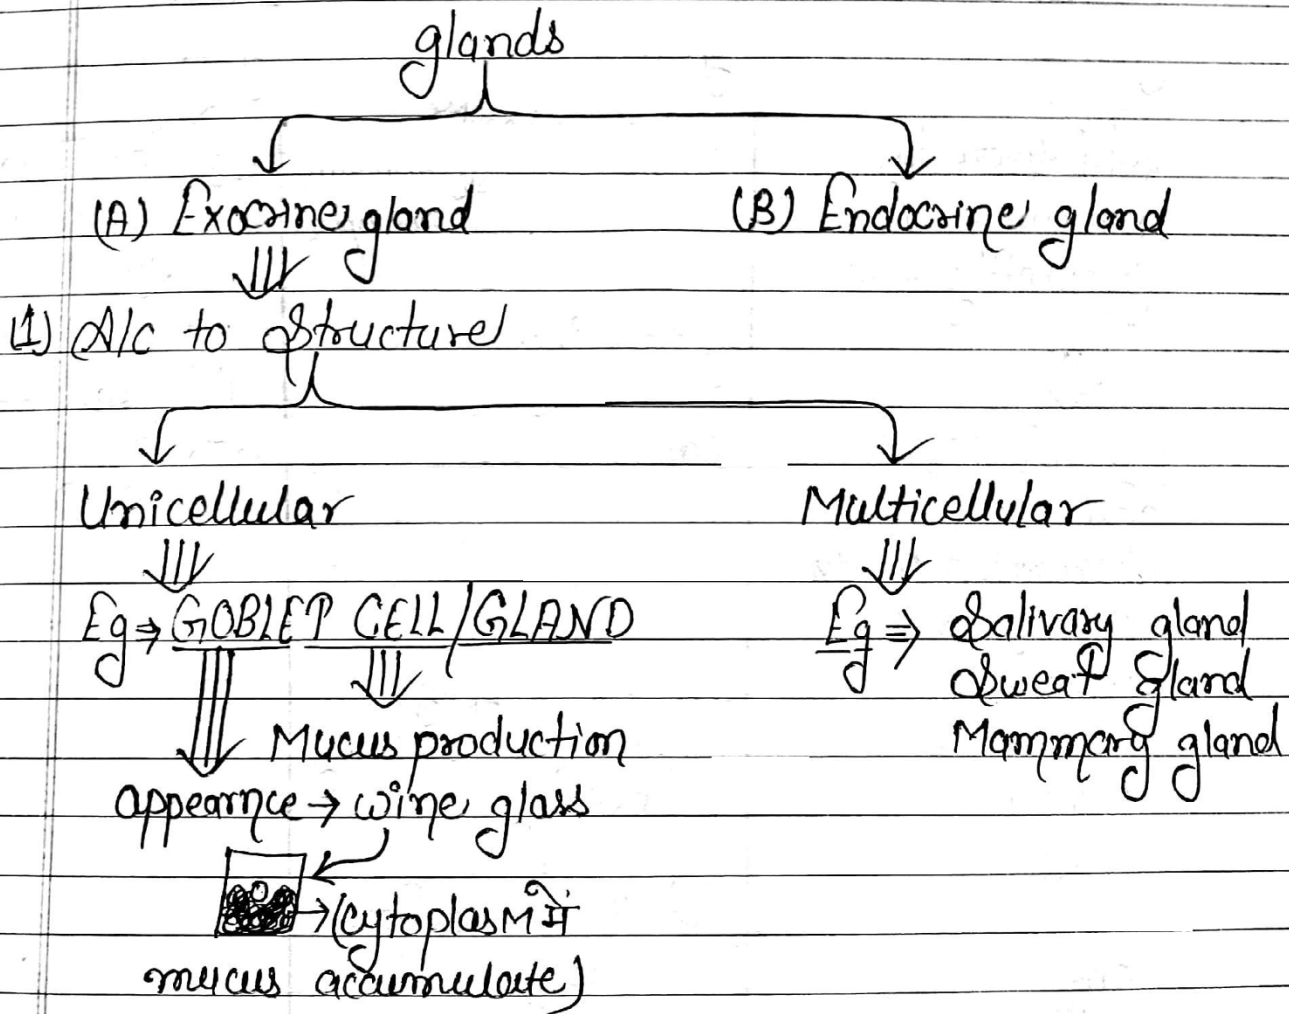 glands
(A) Exocrine gland (B) Endocrine gland
(1) A/c to Structure
Unicellular Multicellular
Eg ⇒ GOBLET CELL/GLAND Eg ⇒ Salivary gland
Sweat gland
Mucus production Mammary gland
appearnce → wine glass
→ (cytoplasm में
mucus accumulate)